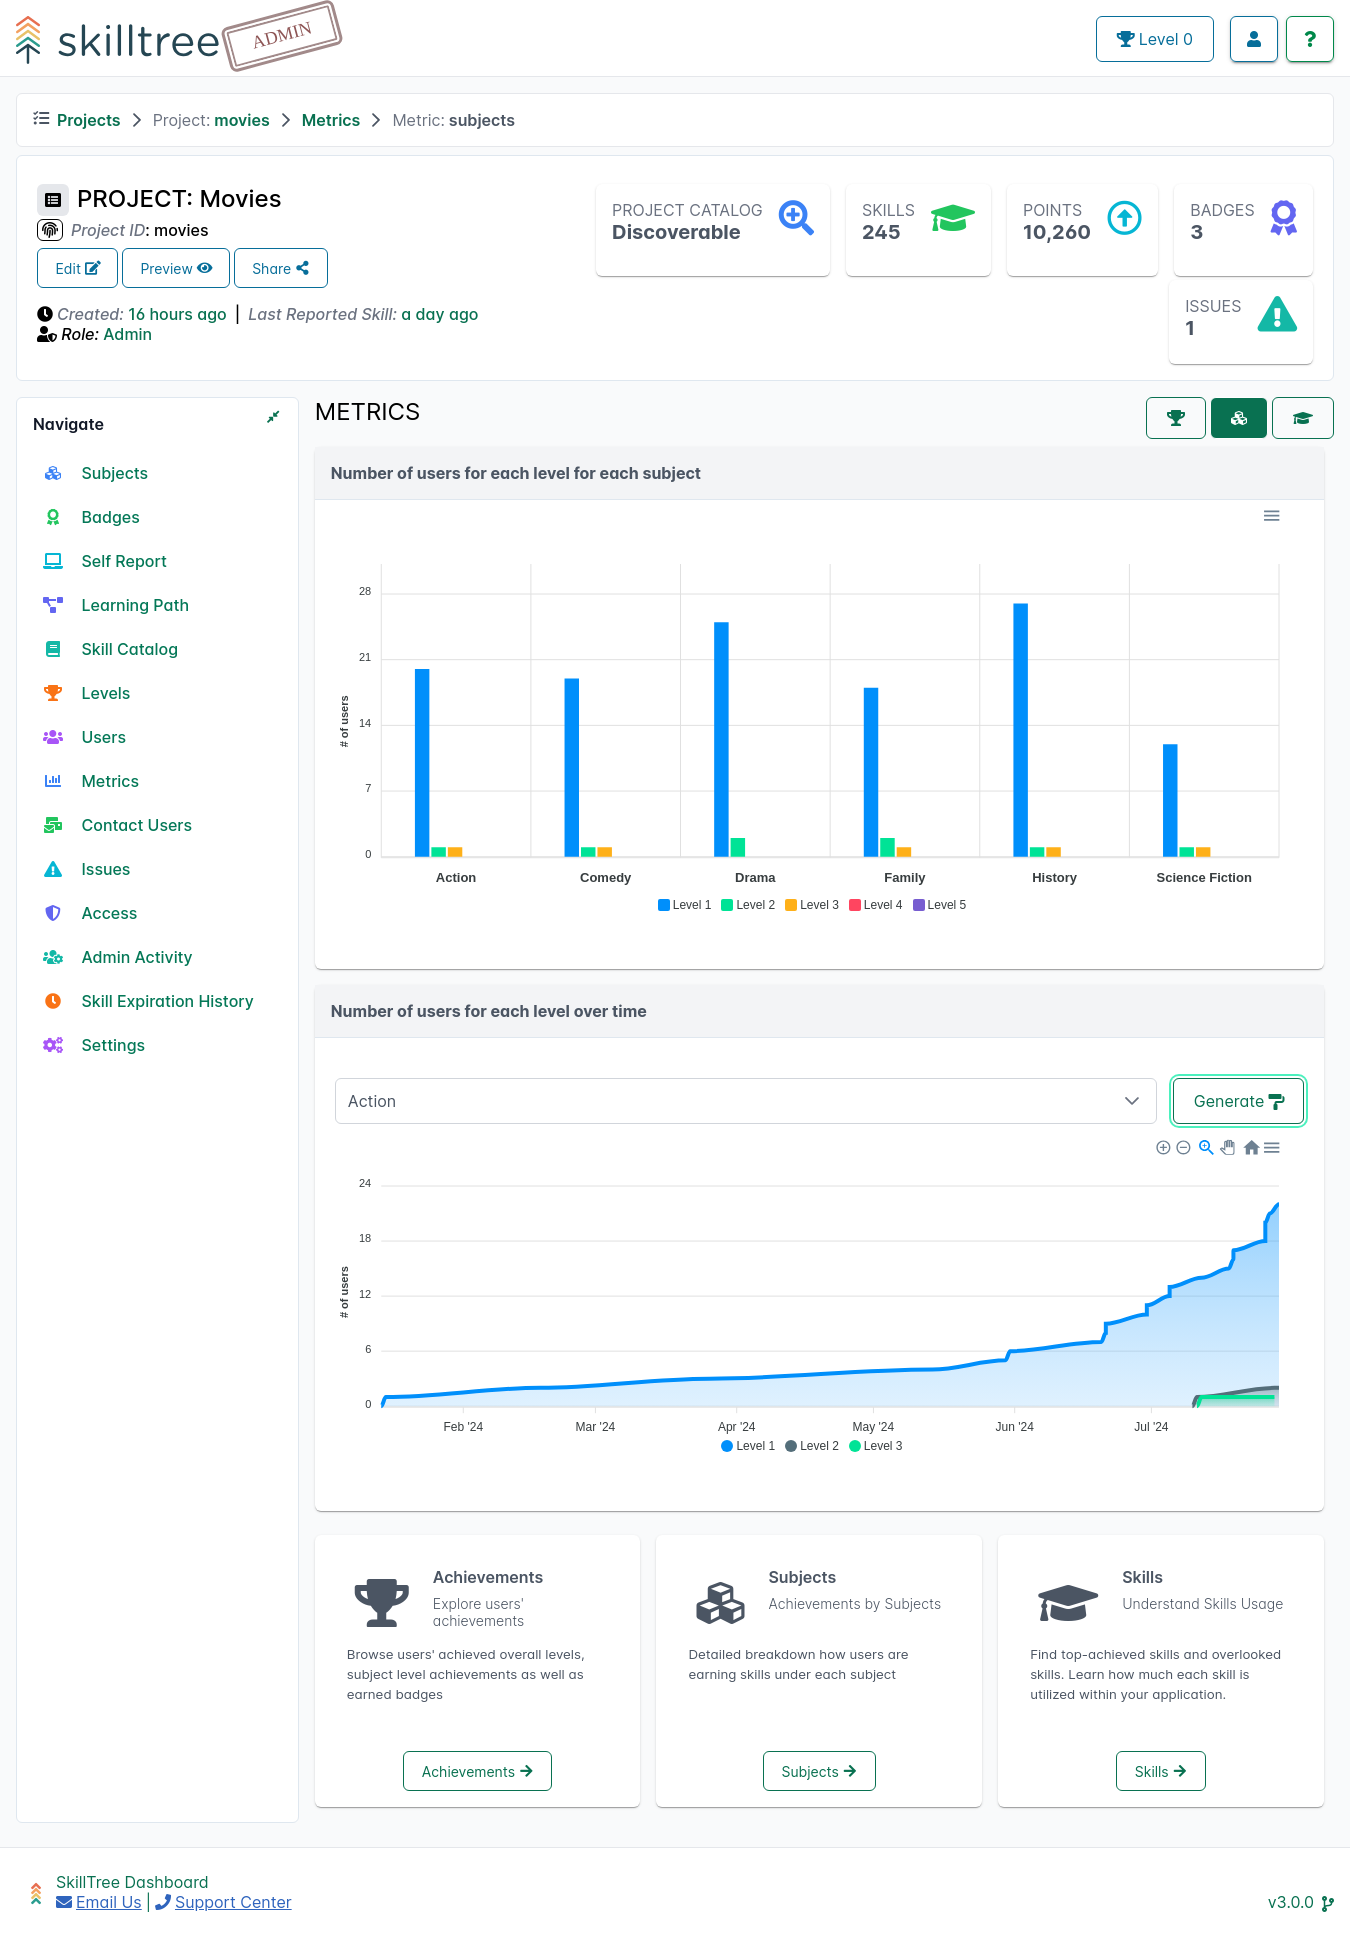 skilltree ADMIN
Level 0
?
Projects > Project: movies > Metrics > Metric: subjects
PROJECT: Movies
Project ID: movies
Edit Preview Share
Created: 16 hours ago | Last Reported Skill: a day ago
Role: Admin
PROJECT CATALOG
Discoverable
SKILLS
245
POINTS
10,260
BADGES
3
ISSUES
1
Navigate
Subjects
Badges
Self Report
Learning Path
Skill Catalog
Levels
Users
Metrics
Contact Users
Issues
Access
Admin Activity
Skill Expiration History
Settings
METRICS
Number of users for each level for each subject
# of users
28
21
14
7
0
Action Comedy Drama Family History Science Fiction
Level 1 Level 2 Level 3 Level 4 Level 5
Number of users for each level over time
Action
Generate
# of users
24
18
12
6
0
Feb '24 Mar '24 Apr '24 May '24 Jun '24 Jul '24
Level 1 Level 2 Level 3
Achievements
Explore users'
achievements
Browse users' achieved overall levels,
subject level achievements as well as
earned badges
Achievements
Subjects
Achievements by Subjects
Detailed breakdown how users are
earning skills under each subject
Subjects
Skills
Understand Skills Usage
Find top-achieved skills and overlooked
skills. Learn how much each skill is
utilized within your application.
Skills
SkillTree Dashboard
Email Us | Support Center
v3.0.0